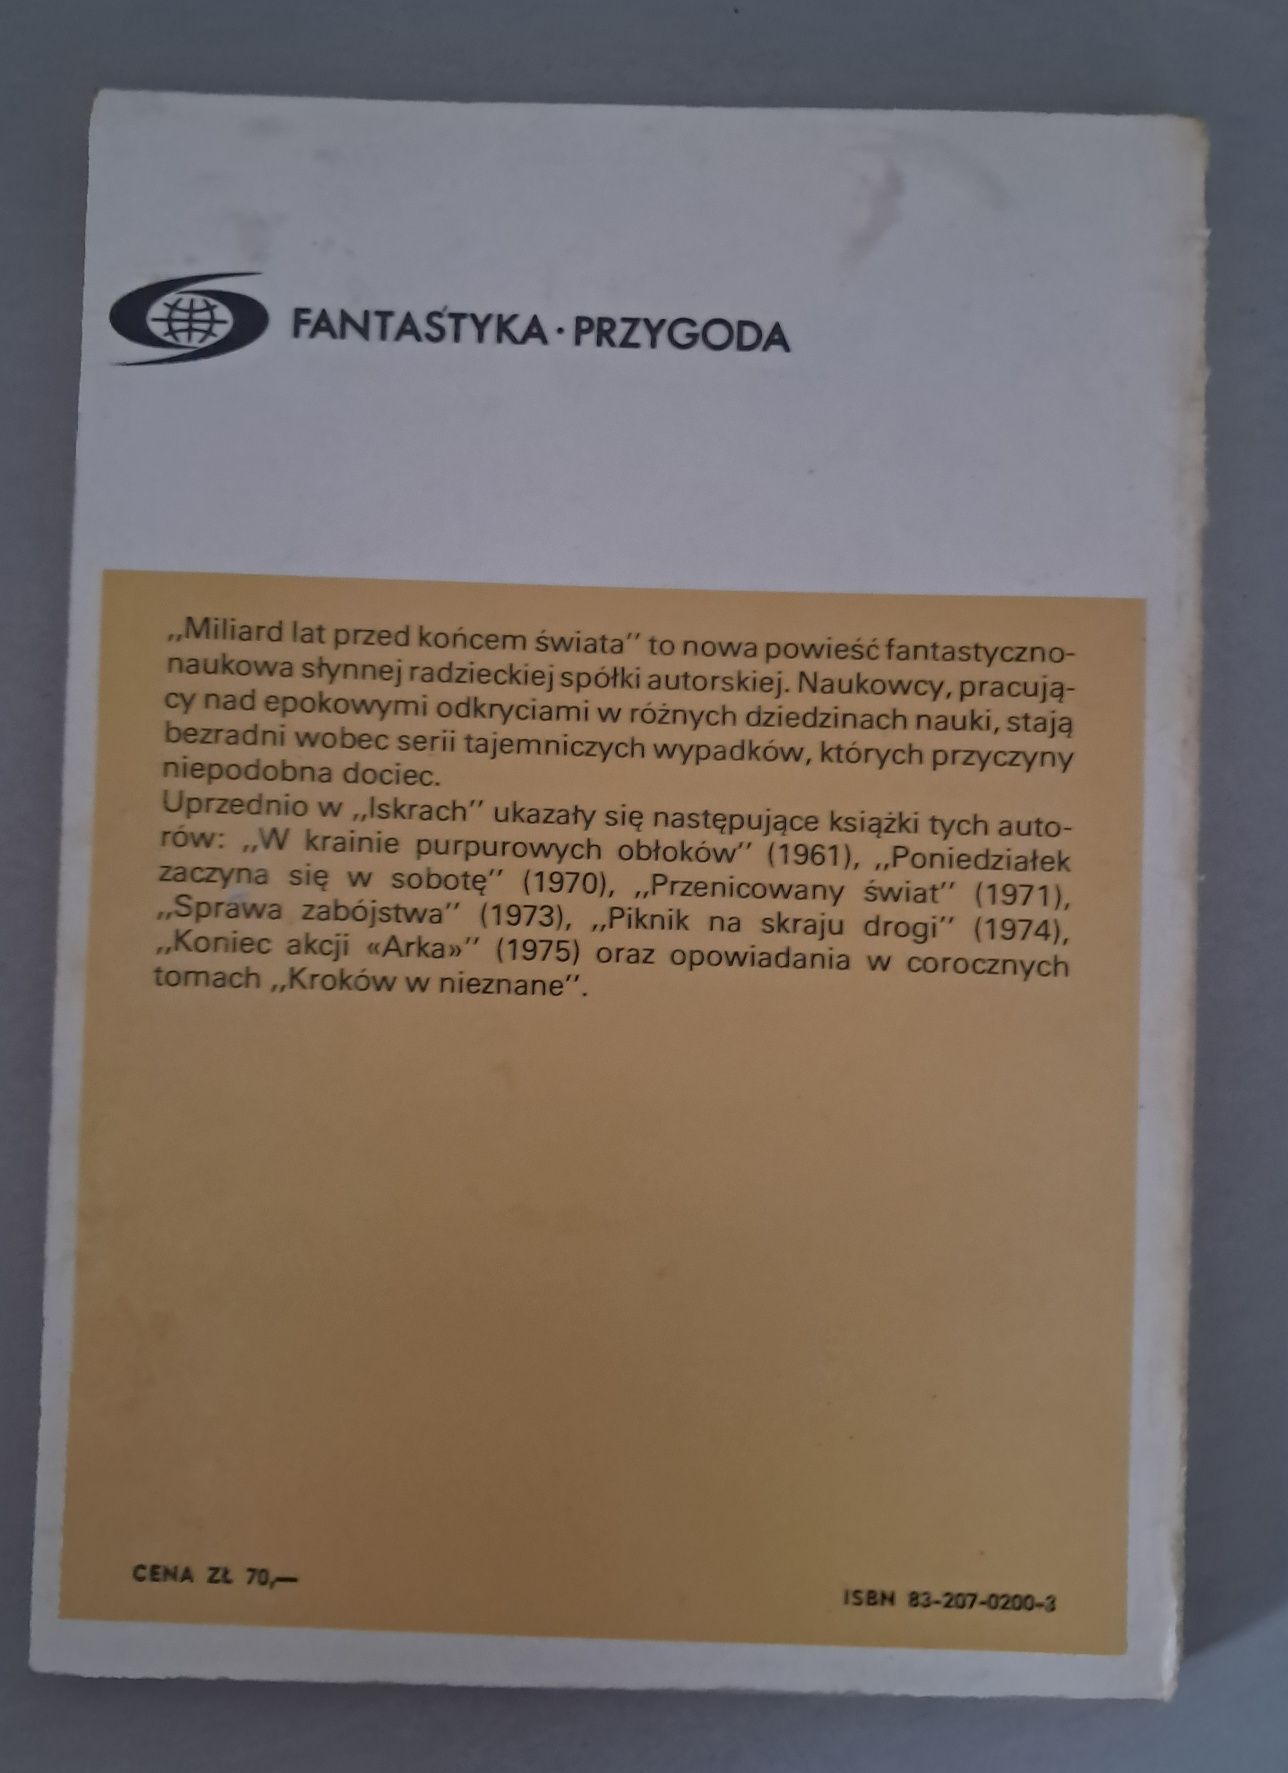 FANTASTYKA · PRZYGODA
,,Miliard lat przed końcem świata" to nowa powieść fantastyczno-
naukowa słynnej radzieckiej spółki autorskiej. Naukowcy, pracują-
cy nad epokowymi odkryciami w różnych dziedzinach nauki, stają
bezradni wobec serii tajemniczych wypadków, których przyczyny
niepodobna dociec.
Uprzednio w ,,Iskrach" ukazały się następujące książki tych auto-
rów: ,,W krainie purpurowych obłoków" (1961), ,,Poniedziałek
zaczyna się w sobotę" (1970), ,,Przenicowany świat" (1971),
,,Sprawa zabójstwa" (1973), ,,Piknik na skraju drogi" (1974),
,,Koniec akcji «Arka»" (1975) oraz opowiadania w corocznych
tomach ,,Kroków w nieznane".
CENA ZŁ 70,—
ISBN 83-207-0200-3